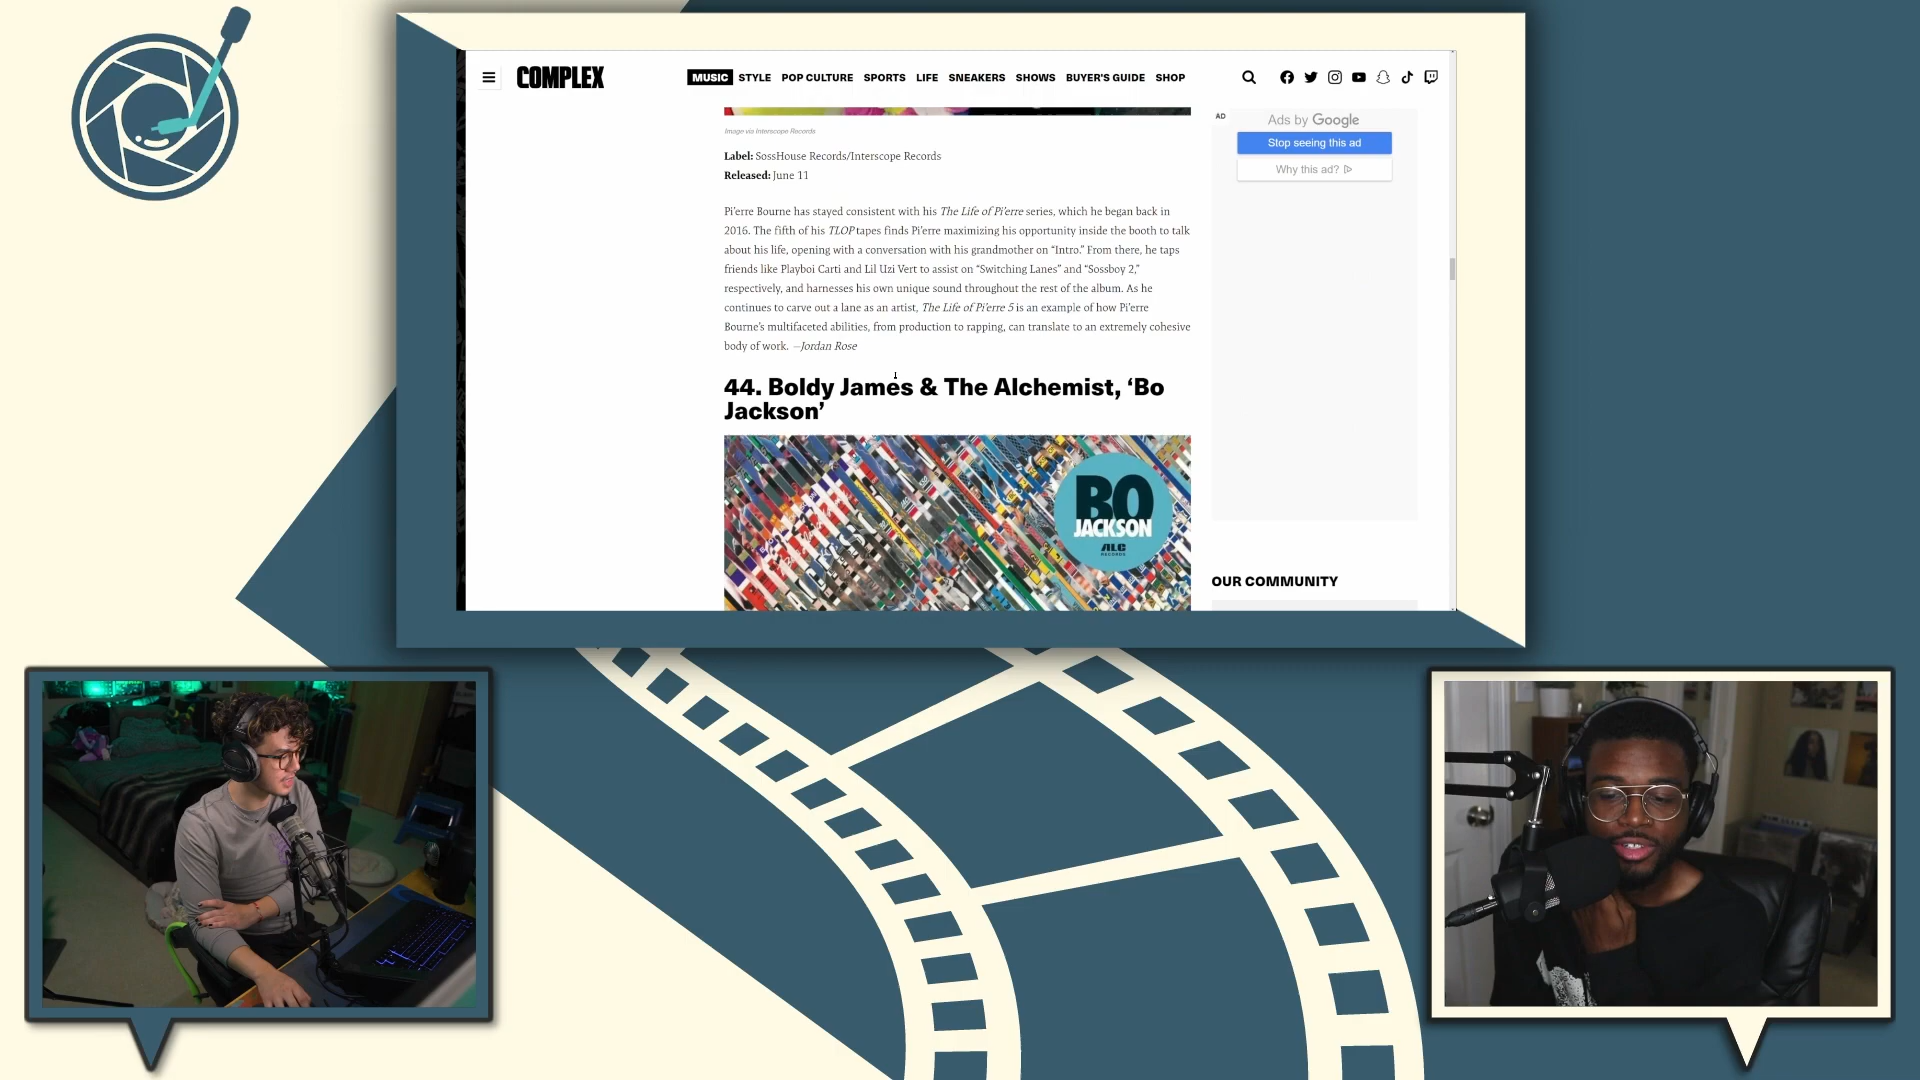 COMPLEX
MUSIC STYLE POP CULTURE SPORTS LIFE SNEAKERS SHOWS BUYER'S GUIDE SHOP
Image via Interscope Records
Label: SossHouse Records/Interscope Records
Released: June 11
Pi'erre Bourne has stayed consistent with his The Life of Pi'erre series, which he began back in
2016. The fifth of his TLOP tapes finds Pi'erre maximizing his opportunity inside the booth to talk
about his life, opening with a conversation with his grandmother on “Intro.” From there, he taps
friends like Playboi Carti and Lil Uzi Vert to assist on “Switching Lanes” and “Sossboy 2,”
respectively, and harnesses his own unique sound throughout the rest of the album. As he
continues to carve out a lane as an artist, The Life of Pi'erre 5 is an example of how Pi'erre
Bourne's multifaceted abilities, from production to rapping, can translate to an extremely cohesive
body of work. —Jordan Rose
44. Boldy James & The Alchemist, ‘Bo
Jackson’
BO
JACKSON
ALC
RECORDS
AD
Ads by Google
Stop seeing this ad
Why this ad?
OUR COMMUNITY